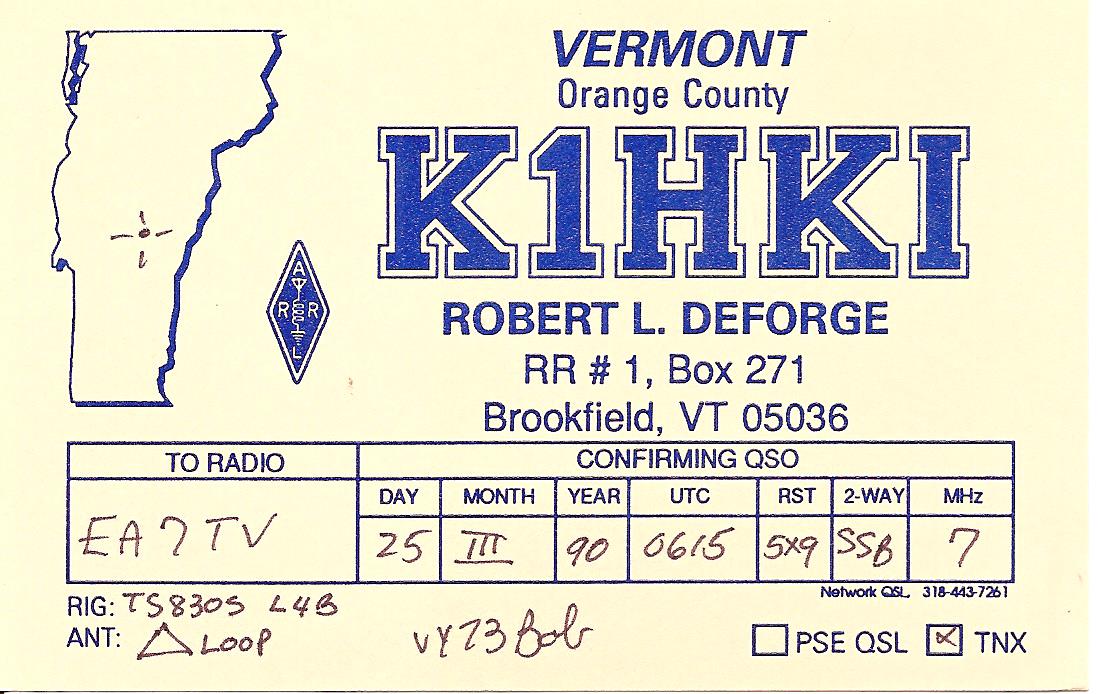 VERMONT
Orange County
K1HKI
ARRL
ROBERT L. DEFORGE
RR # 1, Box 271
Brookfield, VT 05036
TO RADIO CONFIRMING QSO
DAY MONTH YEAR UTC RST 2-WAY MHz
EA7TV 25 III 90 0615 5x9 SSB 7
Network QSL, 318-443-7261
RIG: TS830S L4B
ANT: △ LOOP
VY73 Bob
PSE QSL ☒ TNX